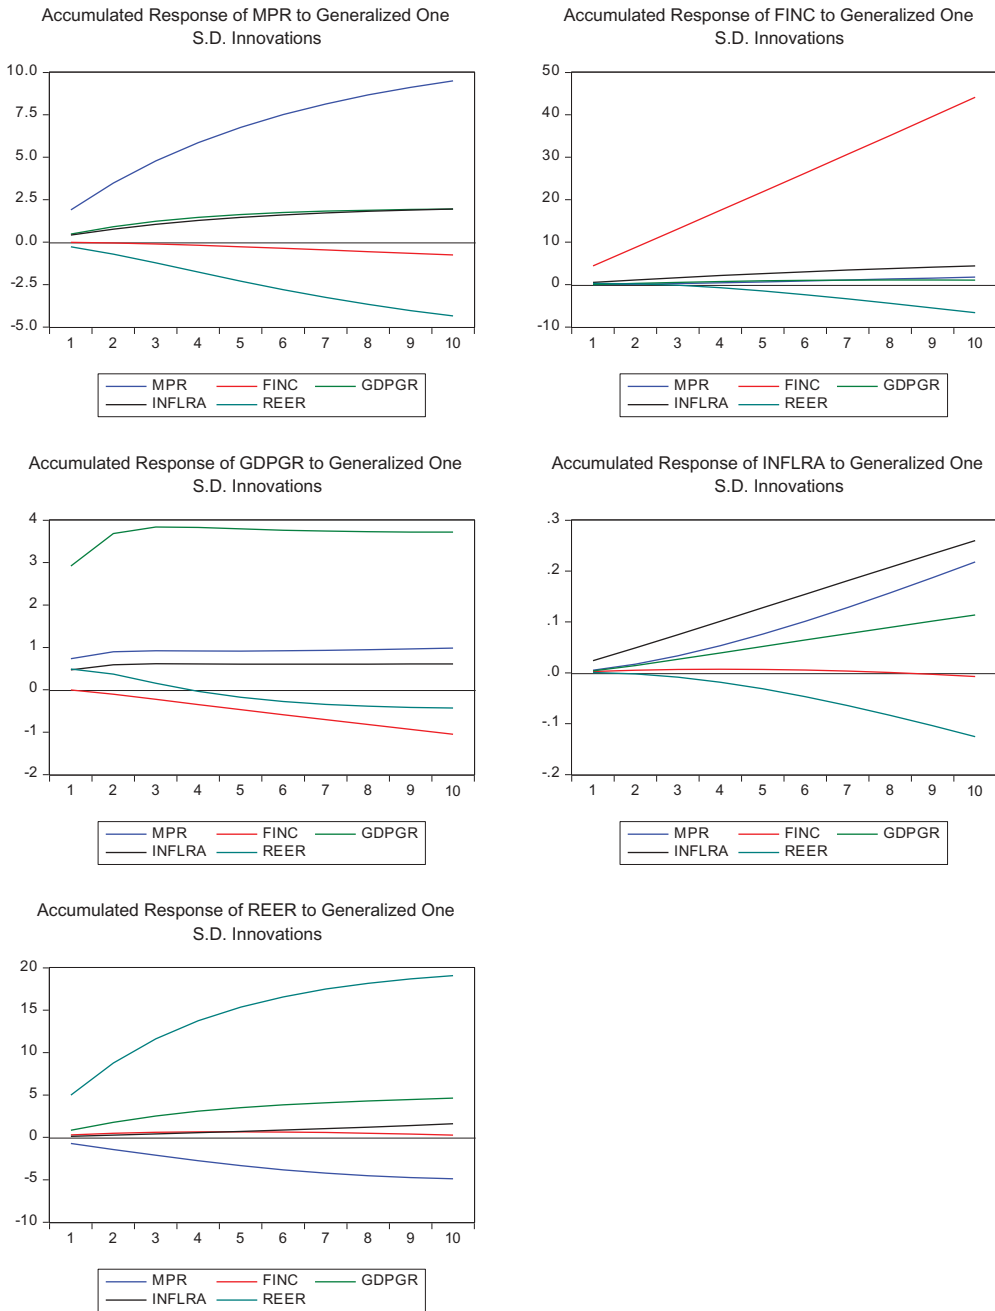 Accumulated Response of MPR to Generalized One
S.D. Innovations
10.0
7.5
5.0
2.5
0.0
-2.5
-5.0
1 2 3 4 5 6 7 8 9 10
MPR FINC GDPGR
INFLRA REER
Accumulated Response of FINC to Generalized One
S.D. Innovations
50
40
30
20
10
0
-10
1 2 3 4 5 6 7 8 9 10
MPR FINC GDPGR
INFLRA REER
Accumulated Response of GDPGR to Generalized One
S.D. Innovations
4
3
2
1
0
-1
-2
1 2 3 4 5 6 7 8 9 10
MPR FINC GDPGR
INFLRA REER
Accumulated Response of INFLRA to Generalized One
S.D. Innovations
.3
.2
.1
.0
-.1
-.2
1 2 3 4 5 6 7 8 9 10
MPR FINC GDPGR
INFLRA REER
Accumulated Response of REER to Generalized One
S.D. Innovations
20
15
10
5
0
-5
-10
1 2 3 4 5 6 7 8 9 10
MPR FINC GDPGR
INFLRA REER